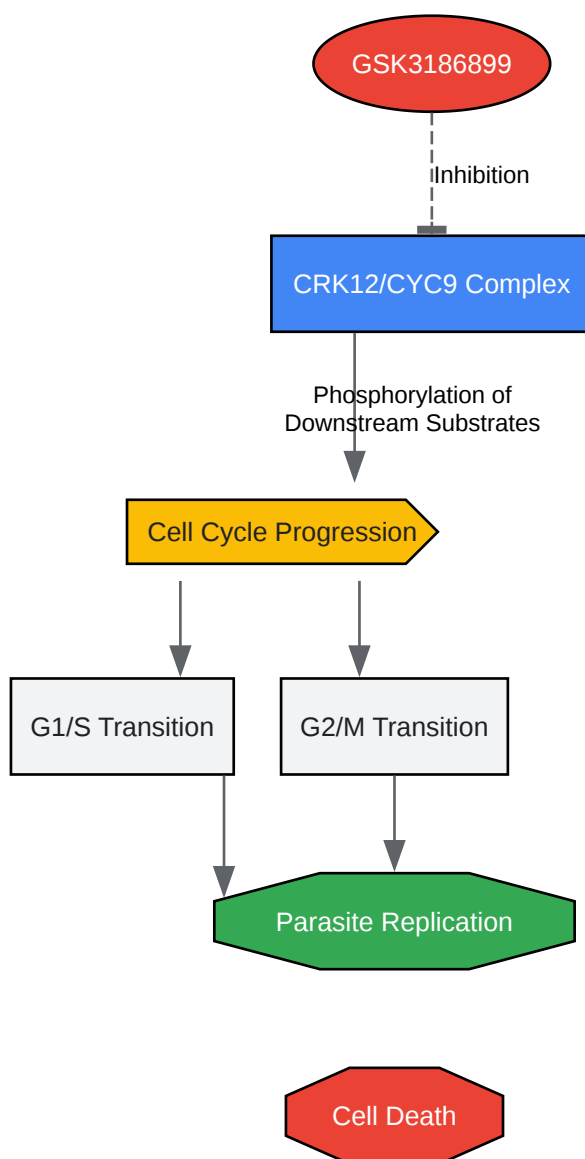 GSK3186899
Inhibition
CRK12/CYC9 Complex
Phosphorylation of
Downstream Substrates
Cell Cycle Progression
G1/S Transition
G2/M Transition
Parasite Replication
Cell Death